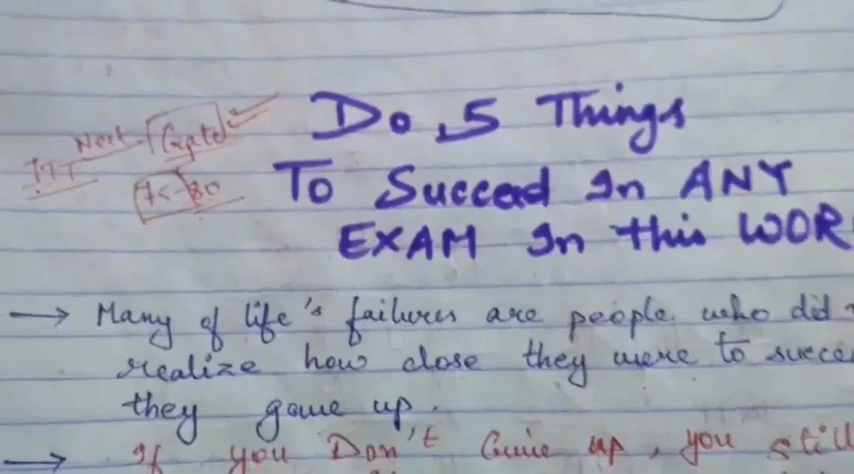 Do 5 Things
To Succeed In ANY
EXAM In this WOR
IIT
75-80
→ Many of life's failures are people who did
realize how close they were to succe
they gave up.
→ If you Don't Give up, you still